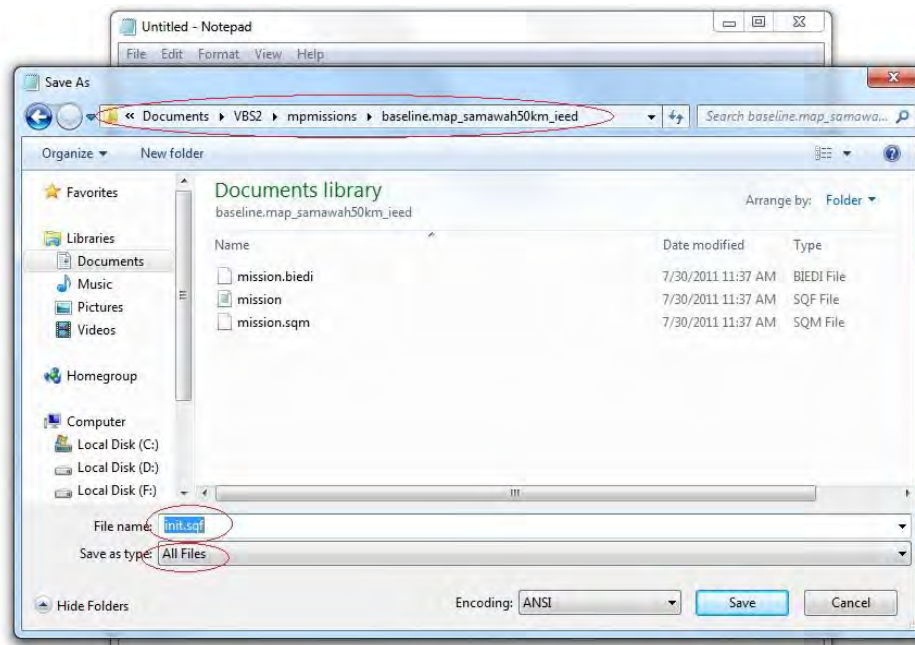 Untitled - Notepad
File Edit Format View Help
Save As
« Documents VBS2 mpmissions baseline.map_samawah50km_ieed
Search baseline.map_samawa...
Organize New folder
Favorites
Libraries
Documents
Music
Pictures
Videos
Homegroup
Computer
Local Disk (C:)
Local Disk (D:)
Local Disk (F:)
Documents library
baseline.map_samawah50km_ieed
Arrange by: Folder
Name Date modified Type
mission.biedi 7/30/2011 11:37 AM BIEDI File
mission 7/30/2011 11:37 AM SQF File
mission.sqm 7/30/2011 11:37 AM SQM File
File name: init.sqf
Save as type: All Files
Hide Folders
Encoding: ANSI
Save
Cancel